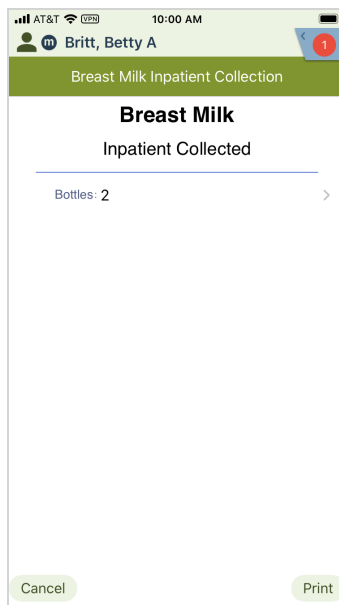 AT&T VPN 10:00 AM
m Britt, Betty A 1
Breast Milk Inpatient Collection
Breast Milk
Inpatient Collected
Bottles: 2
Cancel Print